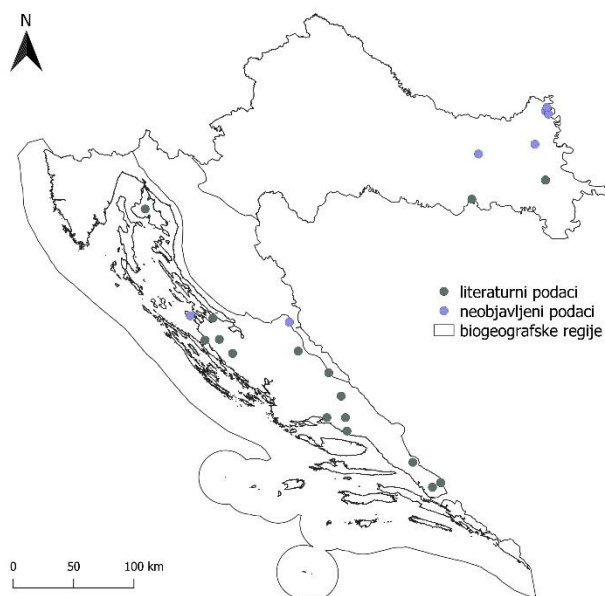 N
literaturni podaci
neobjavljeni podaci
biogeografske regije
0 50 100 km